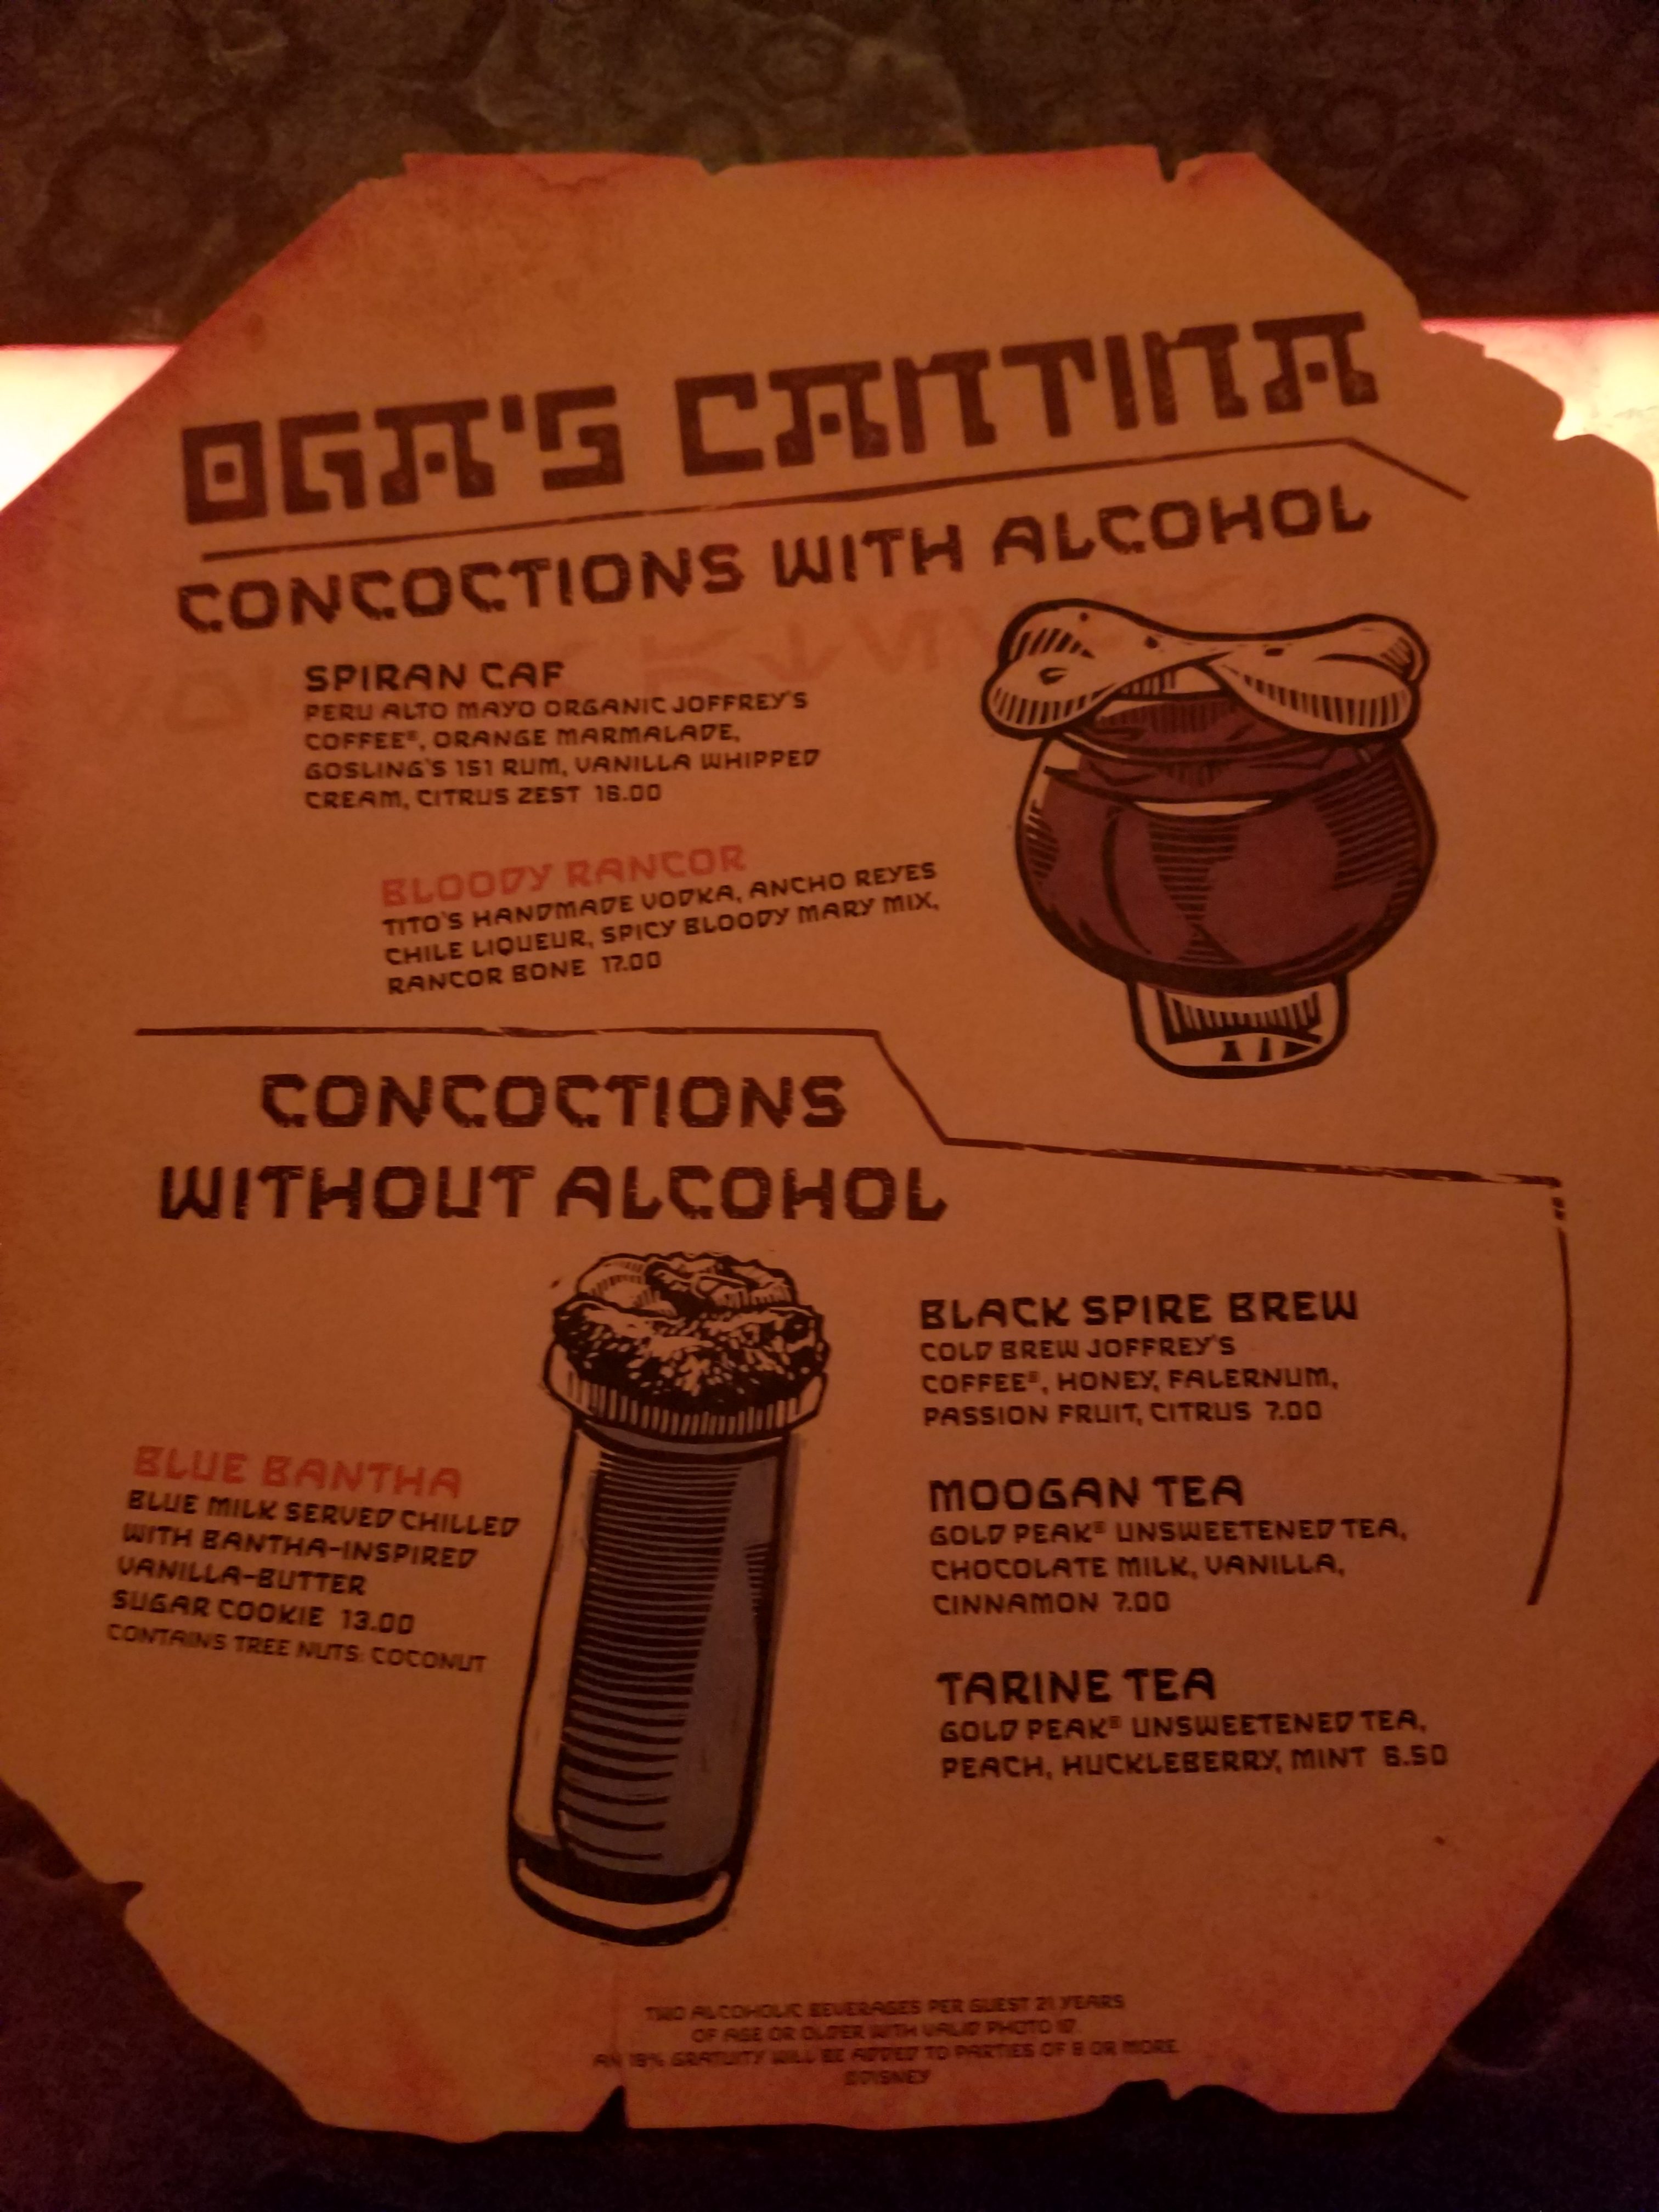 OGA'S CANTINA
CONCOCTIONS WITH ALCOHOL
SPIRAN CAF
PERU ALTO MAYO ORGANIC JOFFREY'S
COFFEE®, ORANGE MARMALADE,
GOSLING'S 151 RUM, VANILLA WHIPPED
CREAM, CITRUS ZEST
BLOODY RANCOR
TITO'S HANDMADE VODKA, ANCHO REYES
CHILE LIQUEUR, SPICY BLOODY MARY MIX,
RANCOR BONE 17.00
CONCOCTIONS
WITHOUT ALCOHOL
BLUE BANTHA
BLUE MILK SERVED CHILLED
WITH BANTHA-INSPIRED
VANILLA-BUTTER
SUGAR COOKIE 13.00
CONTAINS TREE NUTS: COCONUT
BLACK SPIRE BREW
COLD BREW JOFFREY'S
COFFEE®, HONEY, FALERNUM,
PASSION FRUIT, CITRUS 7.00
MOOGAN TEA
GOLD PEAK® UNSWEETENED TEA,
CHOCOLATE MILK, VANILLA,
CINNAMON 7.00
TARINE TEA
GOLD PEAK® UNSWEETENED TEA,
PEACH, HUCKLEBERRY, MINT 6.50
TWO ALCOHOLIC BEVERAGES PER GUEST 21 YEARS
OF AGE OR OLDER WITH VALID PHOTO ID.
AN 18% GRATUITY WILL BE ADDED TO PARTIES OF 8 OR MORE
©DISNEY